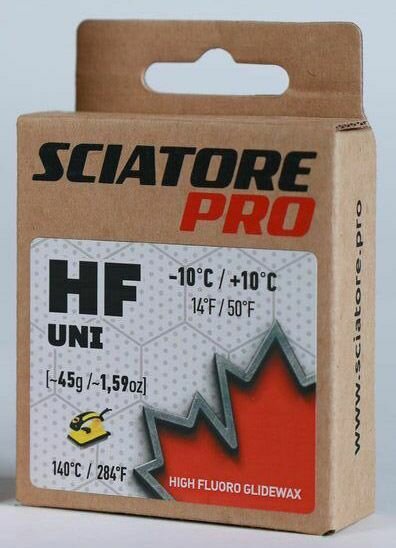 SCIATORE
PRO
HF
UNI
-10°C / +10°C
14°F / 50°F
[~45g /~1,59oz]
140°C / 284°F
HIGH FLUORO GLIDEWAX
www.sciatore.pro